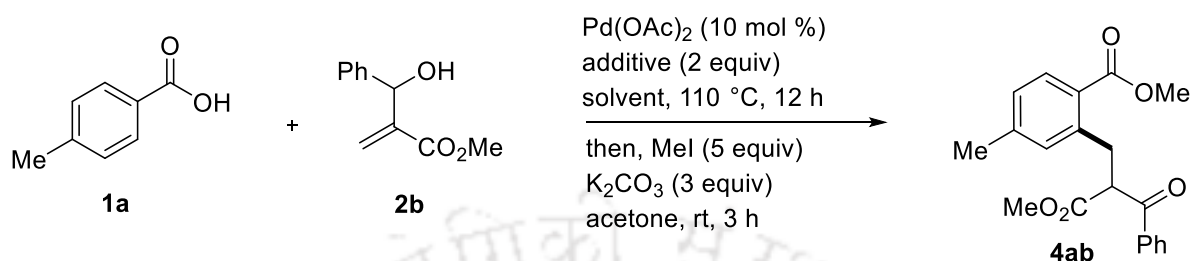 Pd(OAc)₂ (10 mol %)
additive (2 equiv)
solvent, 110 °C, 12 h
then, MeI (5 equiv)
K₂CO₃ (3 equiv)
acetone, rt, 3 h
O
OH
Me
1a
+
Ph
OH
CO₂Me
2b
O
OMe
Me
MeO₂C
O
Ph
4ab